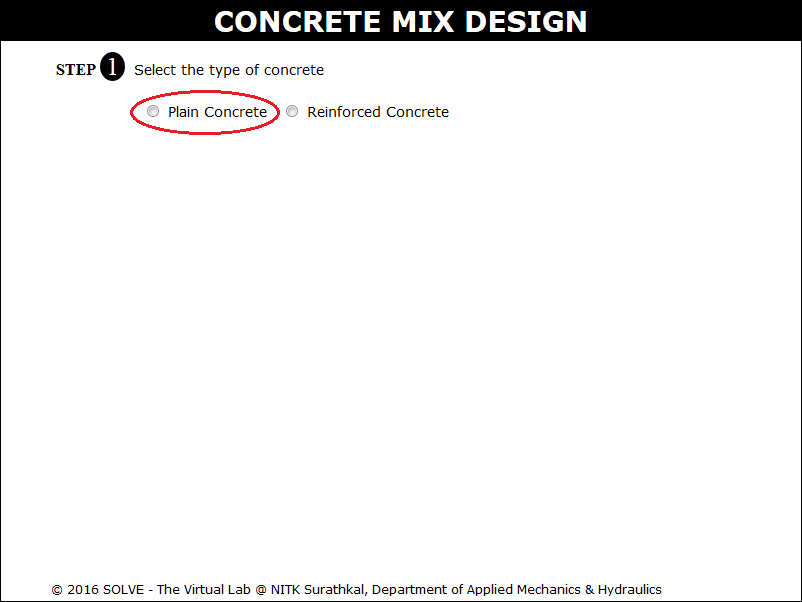 CONCRETE MIX DESIGN
STEP 1 Select the type of concrete
Plain Concrete Reinforced Concrete
© 2016 SOLVE - The Virtual Lab @ NITK Surathkal, Department of Applied Mechanics & Hydraulics